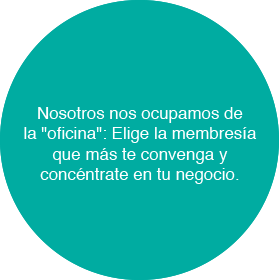 Nosotros nos ocupamos de
la "oficina": Elige la membresía
que más te convenga y
concéntrate en tu negocio.